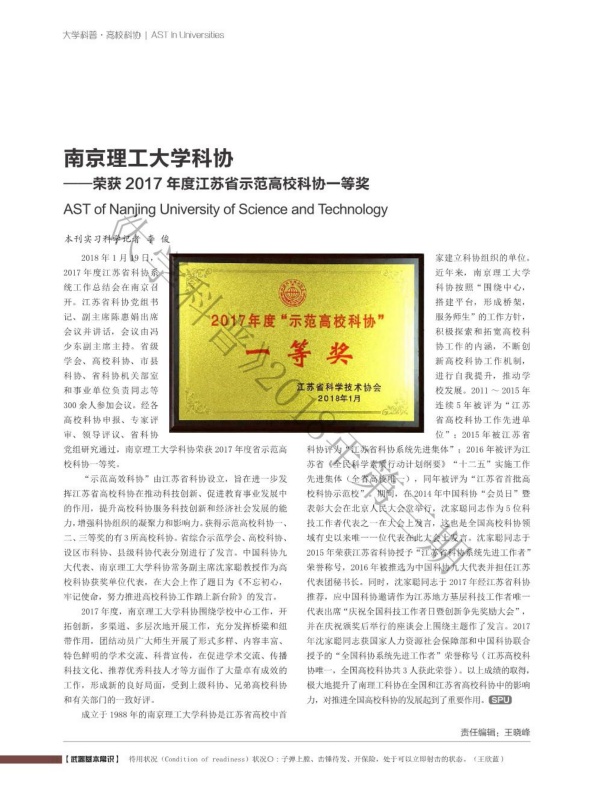 大学科普·高校科协 | AST In Universities
南京理工大学科协
——荣获 2017 年度江苏省示范高校科协一等奖
AST of Nanjing University of Science and Technology
本刊实习科学记者 俊
2018 年 1 月 19 日，
2017 年度江苏省科协系
统工作总结会在南京召
开。江苏省科协党组书
记、副主席陈惠娟出席
会议并讲话，会议由冯
少东副主席主持。省级
学会、高校科协、市县
科协、省科协机关部室
和事业单位负责同志等
300 余人参加会议。经各
高校科协申报、专家评
审、领导评议、省科协
党组研究通过，南京理工大学科协荣获 2017 年度省示范高
校科协一等奖。
“示范高效科协”由江苏省科协设立，旨在进一步发
挥江苏省高校科协在推动科技创新、促进教育事业发展中
的作用，提升高校科协服务科技创新和经济社会发展的能
力，增强科协组织的凝聚力和影响力。获得示范高校科协一、
二、三等奖的有 3 所高校科协。省综合示范学会、高校科协、
设区市科协、县级科协代表分别进行了发言。中国科协九
大代表、南京理工大学科协常务副主席沈家聪教授作为高
校科协获奖单位代表，在大会上作了题目为《不忘初心，
牢记使命，努力推进高校科协工作踏上新台阶》的发言。
2017 年度，南京理工大学科协围绕学校中心工作，开
拓创新，多渠道、多层次地开展工作，充分发挥桥梁和纽
带作用，团结动员广大师生开展了形式多样、内容丰富、
特色鲜明的学术交流、科普宣传，在促进学术交流、传播
科技文化、推荐优秀科技人才等方面作了大量卓有成效的
工作，形成新的良好局面，受到上级科协、兄弟高校科协
和有关部门的一致好评。
成立于 1988 年的南京理工大学科协是江苏省高校中首
2017年度“示范高校科协”
一等奖
江苏省科学技术协会
2018年1月
家建立科协组织的单位。
近年来，南京理工大学
科协按照“围绕中心，
搭建平台，形成桥梁，
服务师生”的工作方针，
积极探索和拓宽高校科
协工作的内涵，不断创
新高校科协工作机制，
进行自我提升，推动学
校发展。2011 ～ 2015 年
连续 5 年被评为“江苏
省高校科协工作先进单
位”；2015 年被江苏省
科协评为“江苏省科协系统先进集体”；2016 年被评为江
苏省《全民科学素质行动计划纲要》“十二五”实施工作
先进集体（全省高校唯一），同年被评为“江苏省首批高
校科协示范校”。期间，在 2014 年中国科协“会员日”暨
表彰大会在北京人民大会堂举行，沈家聪同志作为 5 位科
技工作者代表之一在大会上发言，这也是全国高校科协领
域有史以来唯一一位代表在此大会上发言。沈家聪同志于
2015 年荣获江苏省科协授予“江苏省科协系统先进工作者”
荣誉称号，2016 年被推选为中国科协九大代表并担任江苏
代表团秘书长。同时，沈家聪同志于 2017 年经江苏省科协
推荐，应中国科协邀请作为江苏地方基层科技工作者唯一
代表出席“庆祝全国科技工作者日暨创新争先奖励大会”，
并在庆祝颁奖后举行的座谈会上围绕主题作了发言。2017
年沈家聪同志获国家人力资源社会保障部和中国科协联合
授予的“全国科协系统先进工作者”荣誉称号（江苏高校科
协唯一，全国高校科协共 3 人获此荣誉）。以上成绩的取得，
极大地提升了南理工科协在全国和江苏省高校科协中的影响
力，对推进全国高校科协的发展起到了重要作用。SPU
责任编辑：王晓峰
【武器基本常识】 待用状况（Condition of readiness）状况O：子弹上膛、击锤待发，开保险，处于可以立即射击的状态。（王欣蓝）
《大学科普》2018年第二期